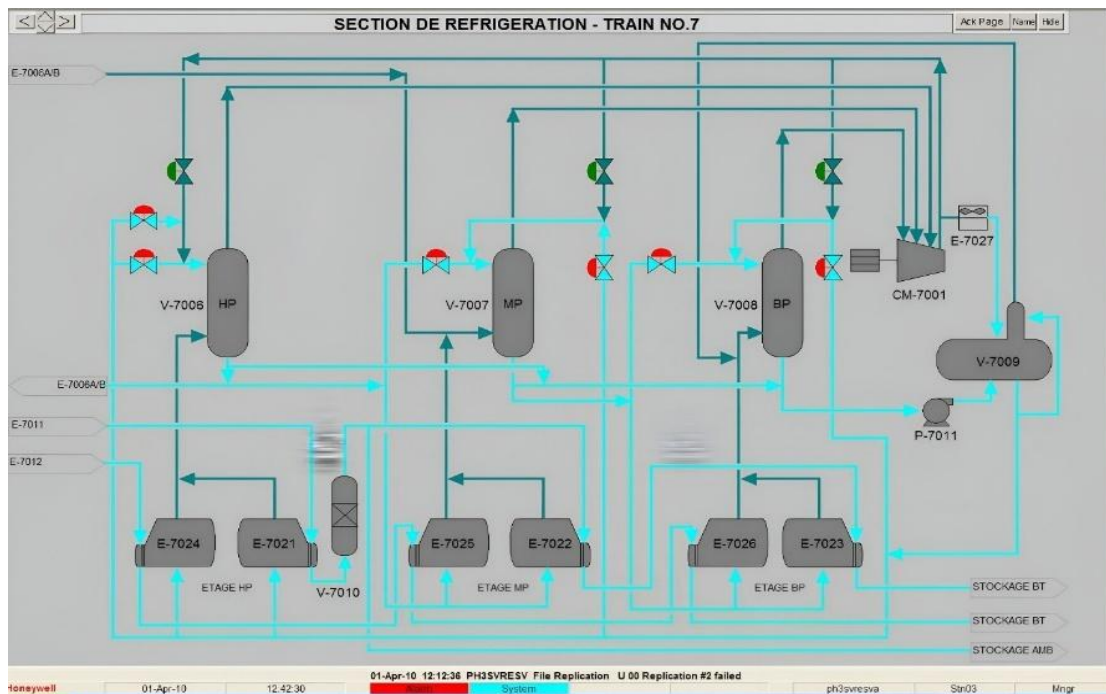 SECTION DE REFRIGERATION - TRAIN NO.7
Ack Page Name Hide
E-7006A/B
E-7027
CM-7001
V-7006 HP
V-7007 MP
V-7008 BP
V-7009
E-7006A/B
P-7011
E-7011
E-7012
E-7024 E-7021
E-7025 E-7022
E-7026 E-7023
ETAGE HP
V-7010
ETAGE MP
ETAGE BP
STOCKAGE BT
STOCKAGE BT
STOCKAGE AMB
01-Apr-10 12:12:36 PH3SVRESV File Replication U 00 Replication #2 failed
Honeywell 01-Apr-10 12:42:30 Alarm System ph3svresva Stn03 Mngr